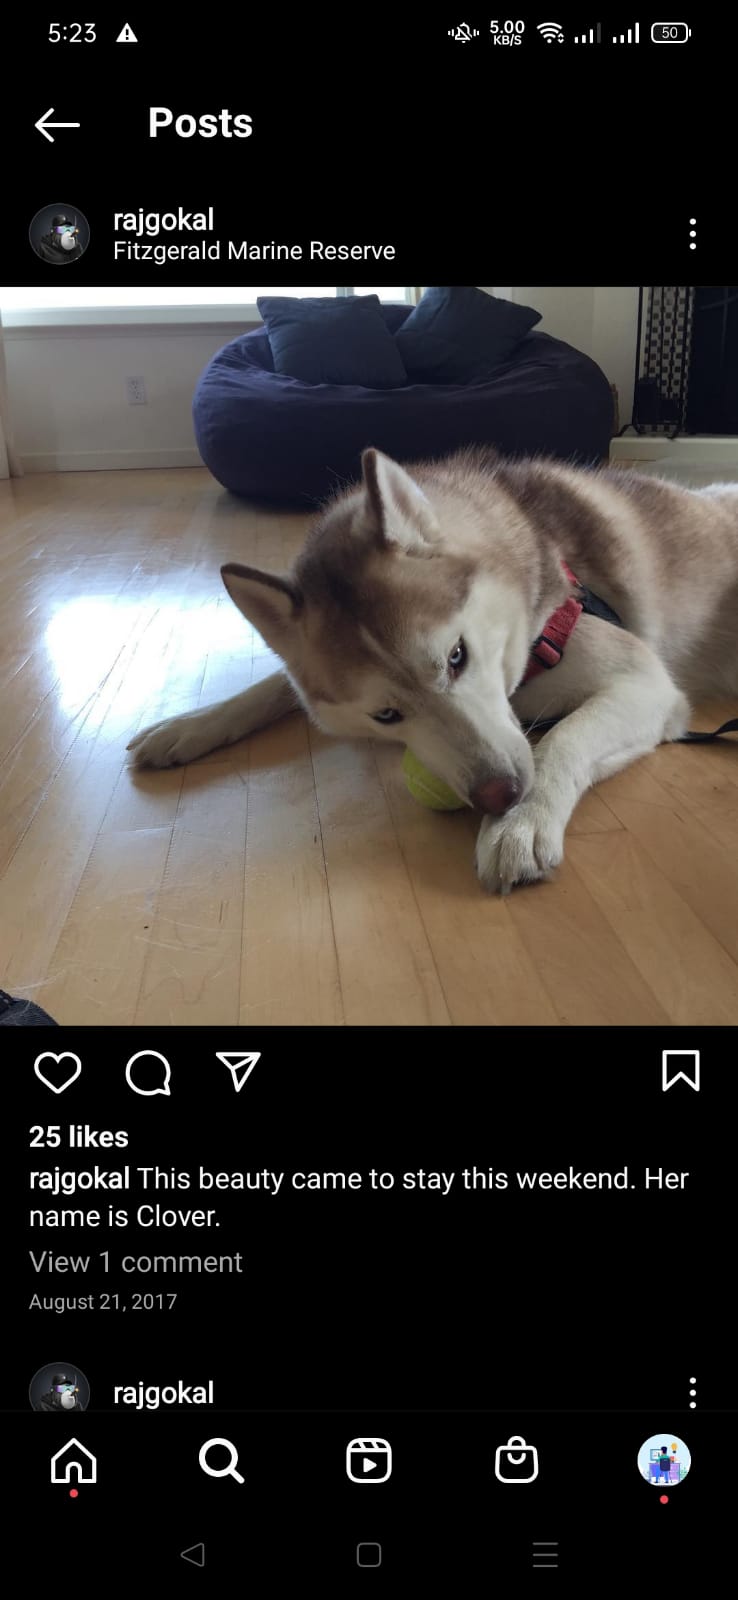 5:23
5.00
KB/S
50
Posts
rajgokal
Fitzgerald Marine Reserve
25 likes
rajgokal This beauty came to stay this weekend. Her
name is Clover.
View 1 comment
August 21, 2017
rajgokal